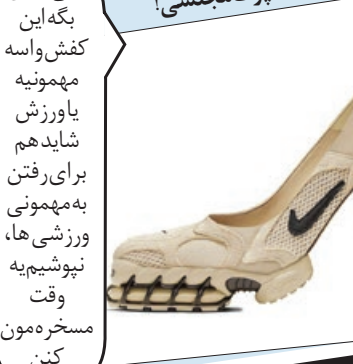 بگه‌این
کفش‌واسه
مهمونیه
یاورزش
شایدهم
برای‌رفتن
به‌مهمونی
ورزشی‌ها،
نپوشیم‌یه
وقت
مسخره‌مون
کنن